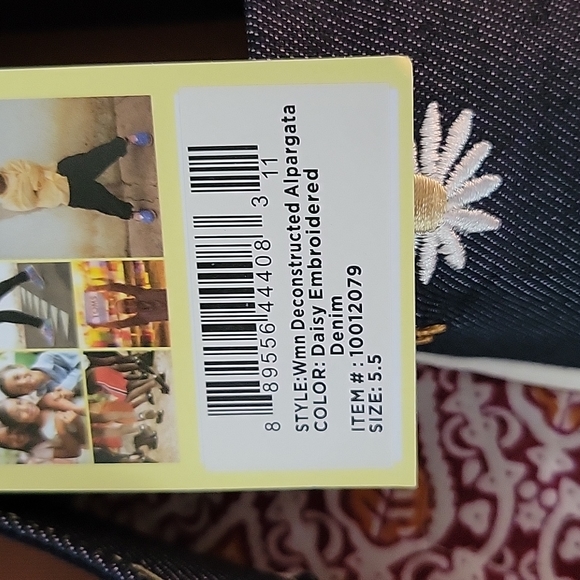 8 89556 44408 3 11
STYLE:Wmn Deconstructed Alpargata
COLOR: Daisy Embroidered
Denim
ITEM # : 10012079
SIZE: 5.5